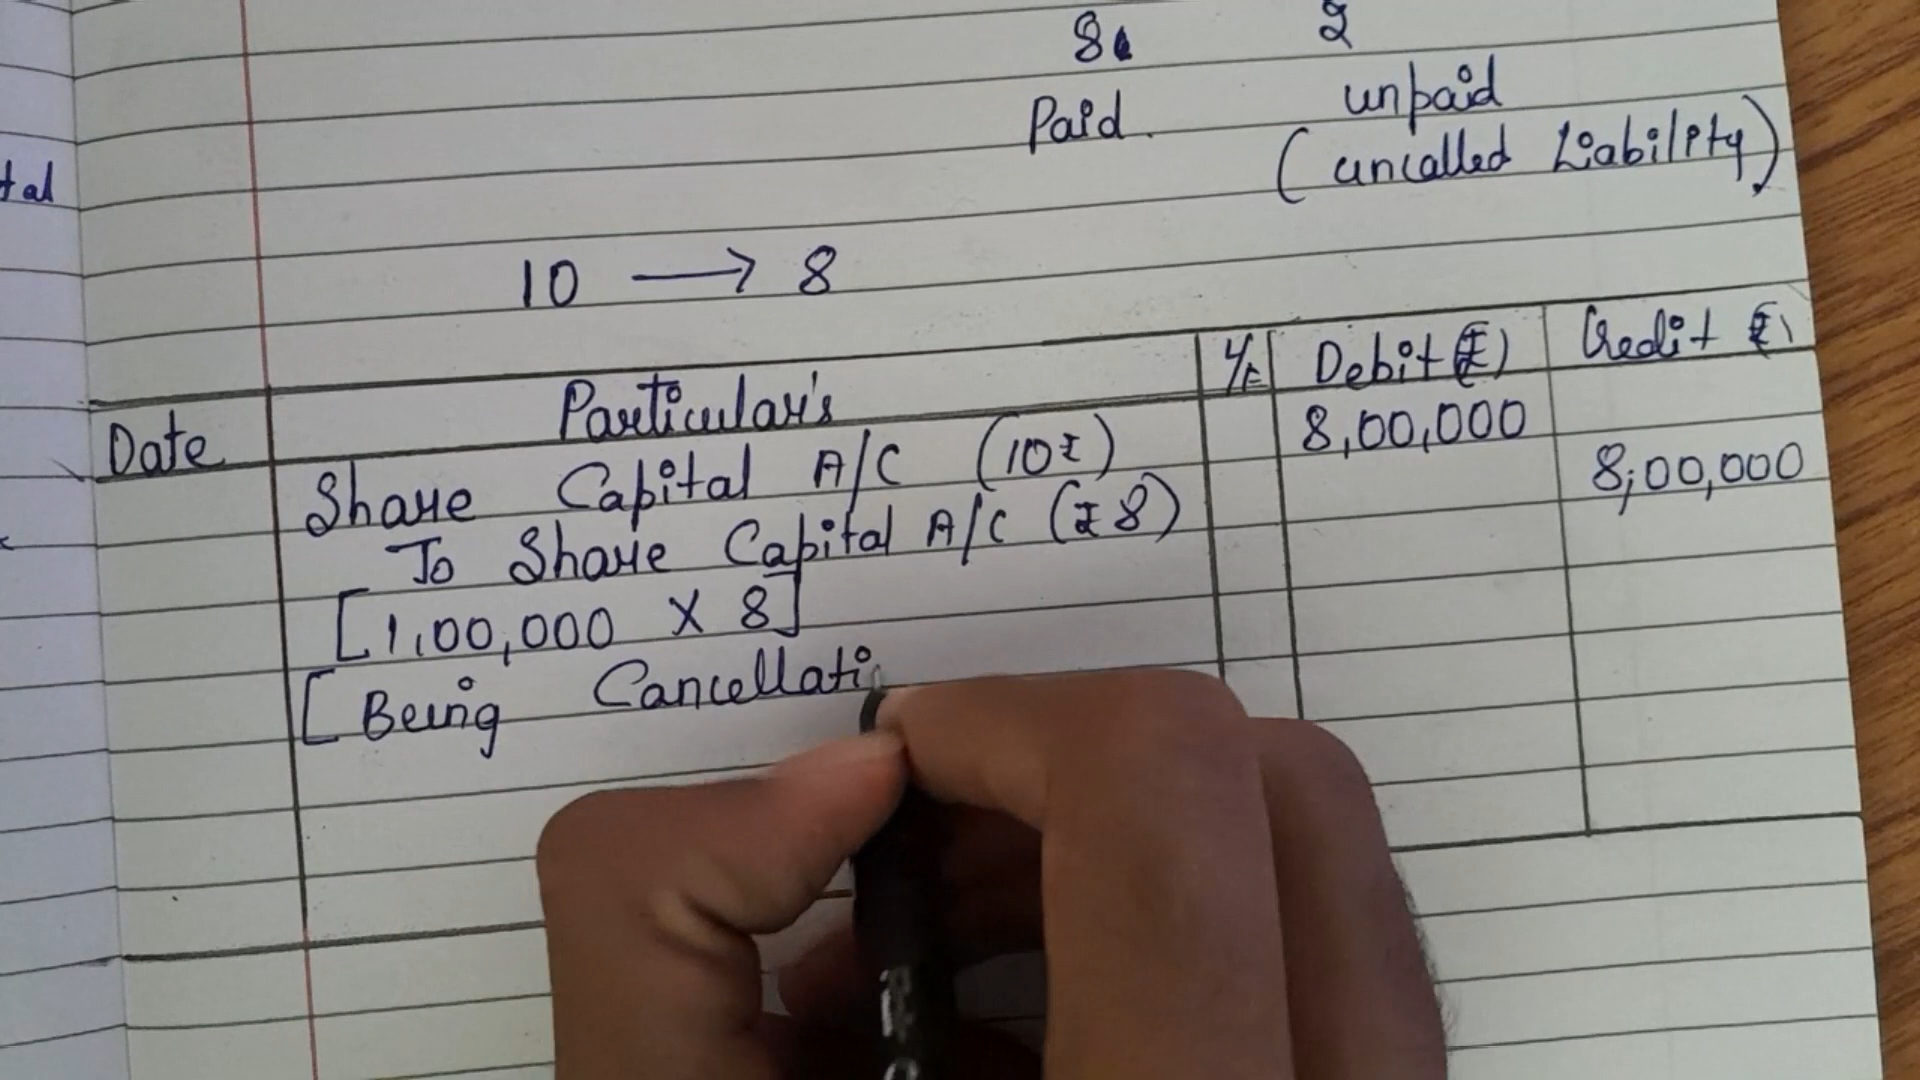 8 2
Paid. unpaid
(uncalled Liability)
tal
10 → 8
Date Particular's L/F Debit (₹) Credit (₹)
Share Capital A/C (10₹) 8,00,000
To Share Capital A/C (₹ 8) 8,00,000
[1,00,000 X 8]
[Being Cancellati